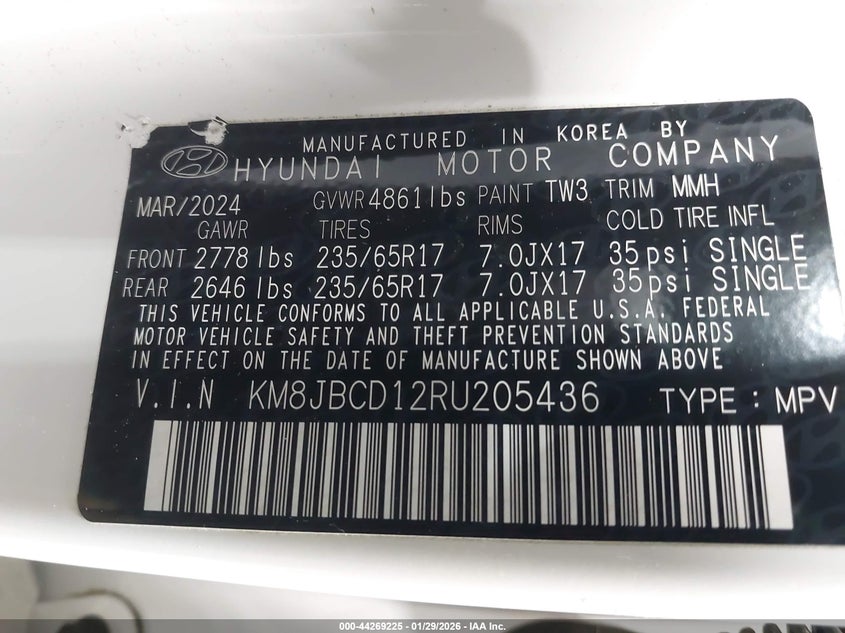 MANUFACTURED IN KOREA BY
HYUNDAI MOTOR COMPANY
MAR/2024 GVWR 4861 lbs PAINT TW3 TRIM MMH
GAWR TIRES RIMS COLD TIRE INFL
FRONT 2778 lbs 235/65R17 7.0JX17 35psi SINGLE
REAR 2646 lbs 235/65R17 7.0JX17 35psi SINGLE
THIS VEHICLE CONFORMS TO ALL APPLICABLE U.S.A. FEDERAL
MOTOR VEHICLE SAFETY AND THEFT PREVENTION STANDARDS
IN EFFECT ON THE DATE OF MANUFACTURE SHOWN ABOVE
V.I.N KM8JBCD12RU205436 TYPE : MPV
000-44269225 - 01/29/2026 - IAA Inc.